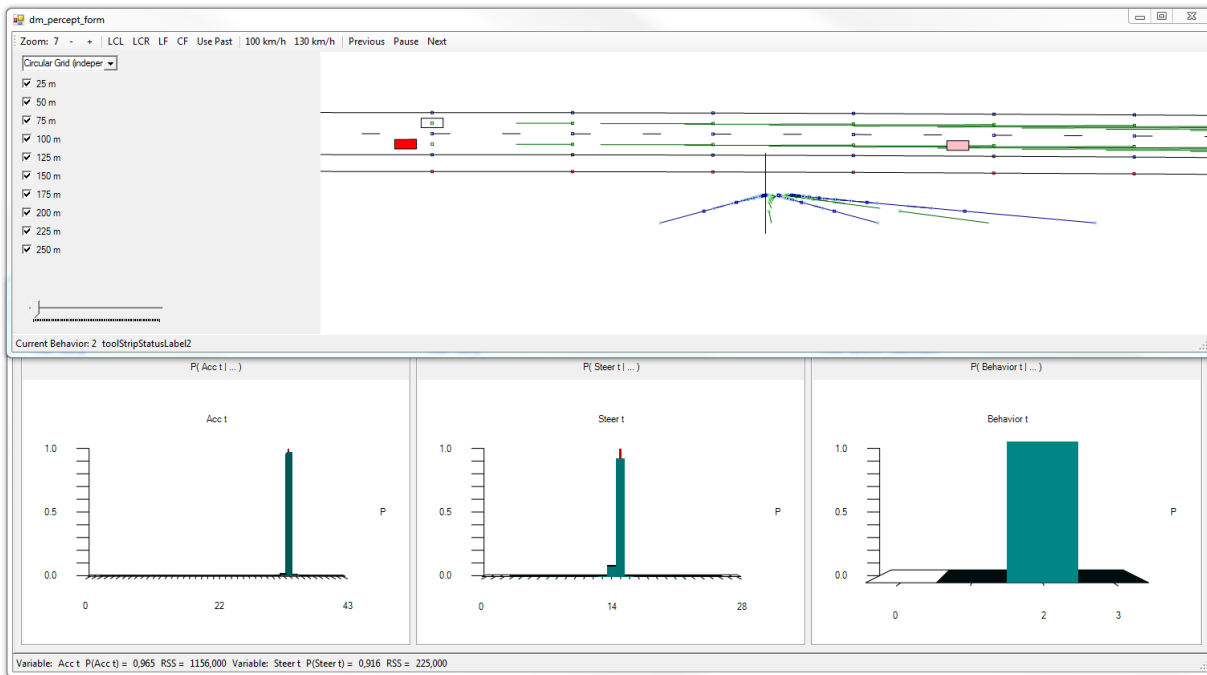 dm_percept_form
Zoom: 7 - + LCL LCR LF CF Use Past 100 km/h 130 km/h Previous Pause Next
Circular Grid (indeper
25 m
50 m
75 m
100 m
125 m
150 m
175 m
200 m
225 m
250 m
Current Behavior: 2 toolStripStatusLabel2
P( Acc t | ... )
Acc t
1.0
0.5
0.0
P
0 22 43
P( Steer t | ... )
Steer t
1.0
0.5
0.0
P
0 14 28
P( Behavior t | ... )
Behavior t
1.0
0.5
0.0
P
0 2 3
Variable: Acc t P(Acc t) = 0,965 RSS = 1156,000 Variable: Steer t P(Steer t) = 0,916 RSS = 225,000